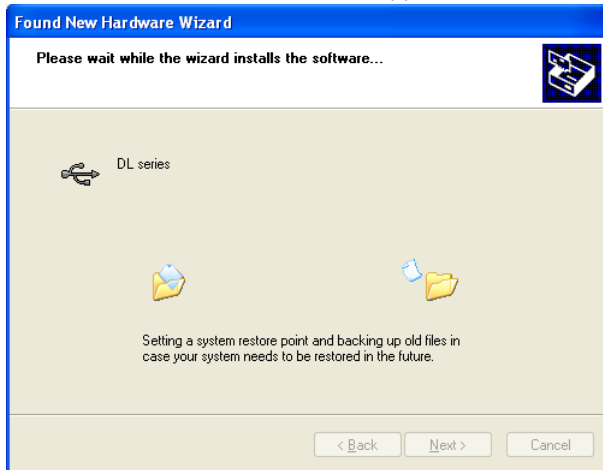 Found New Hardware Wizard
Please wait while the wizard installs the software...
DL series
Setting a system restore point and backing up old files in
case your system needs to be restored in the future.
< Back
Next >
Cancel